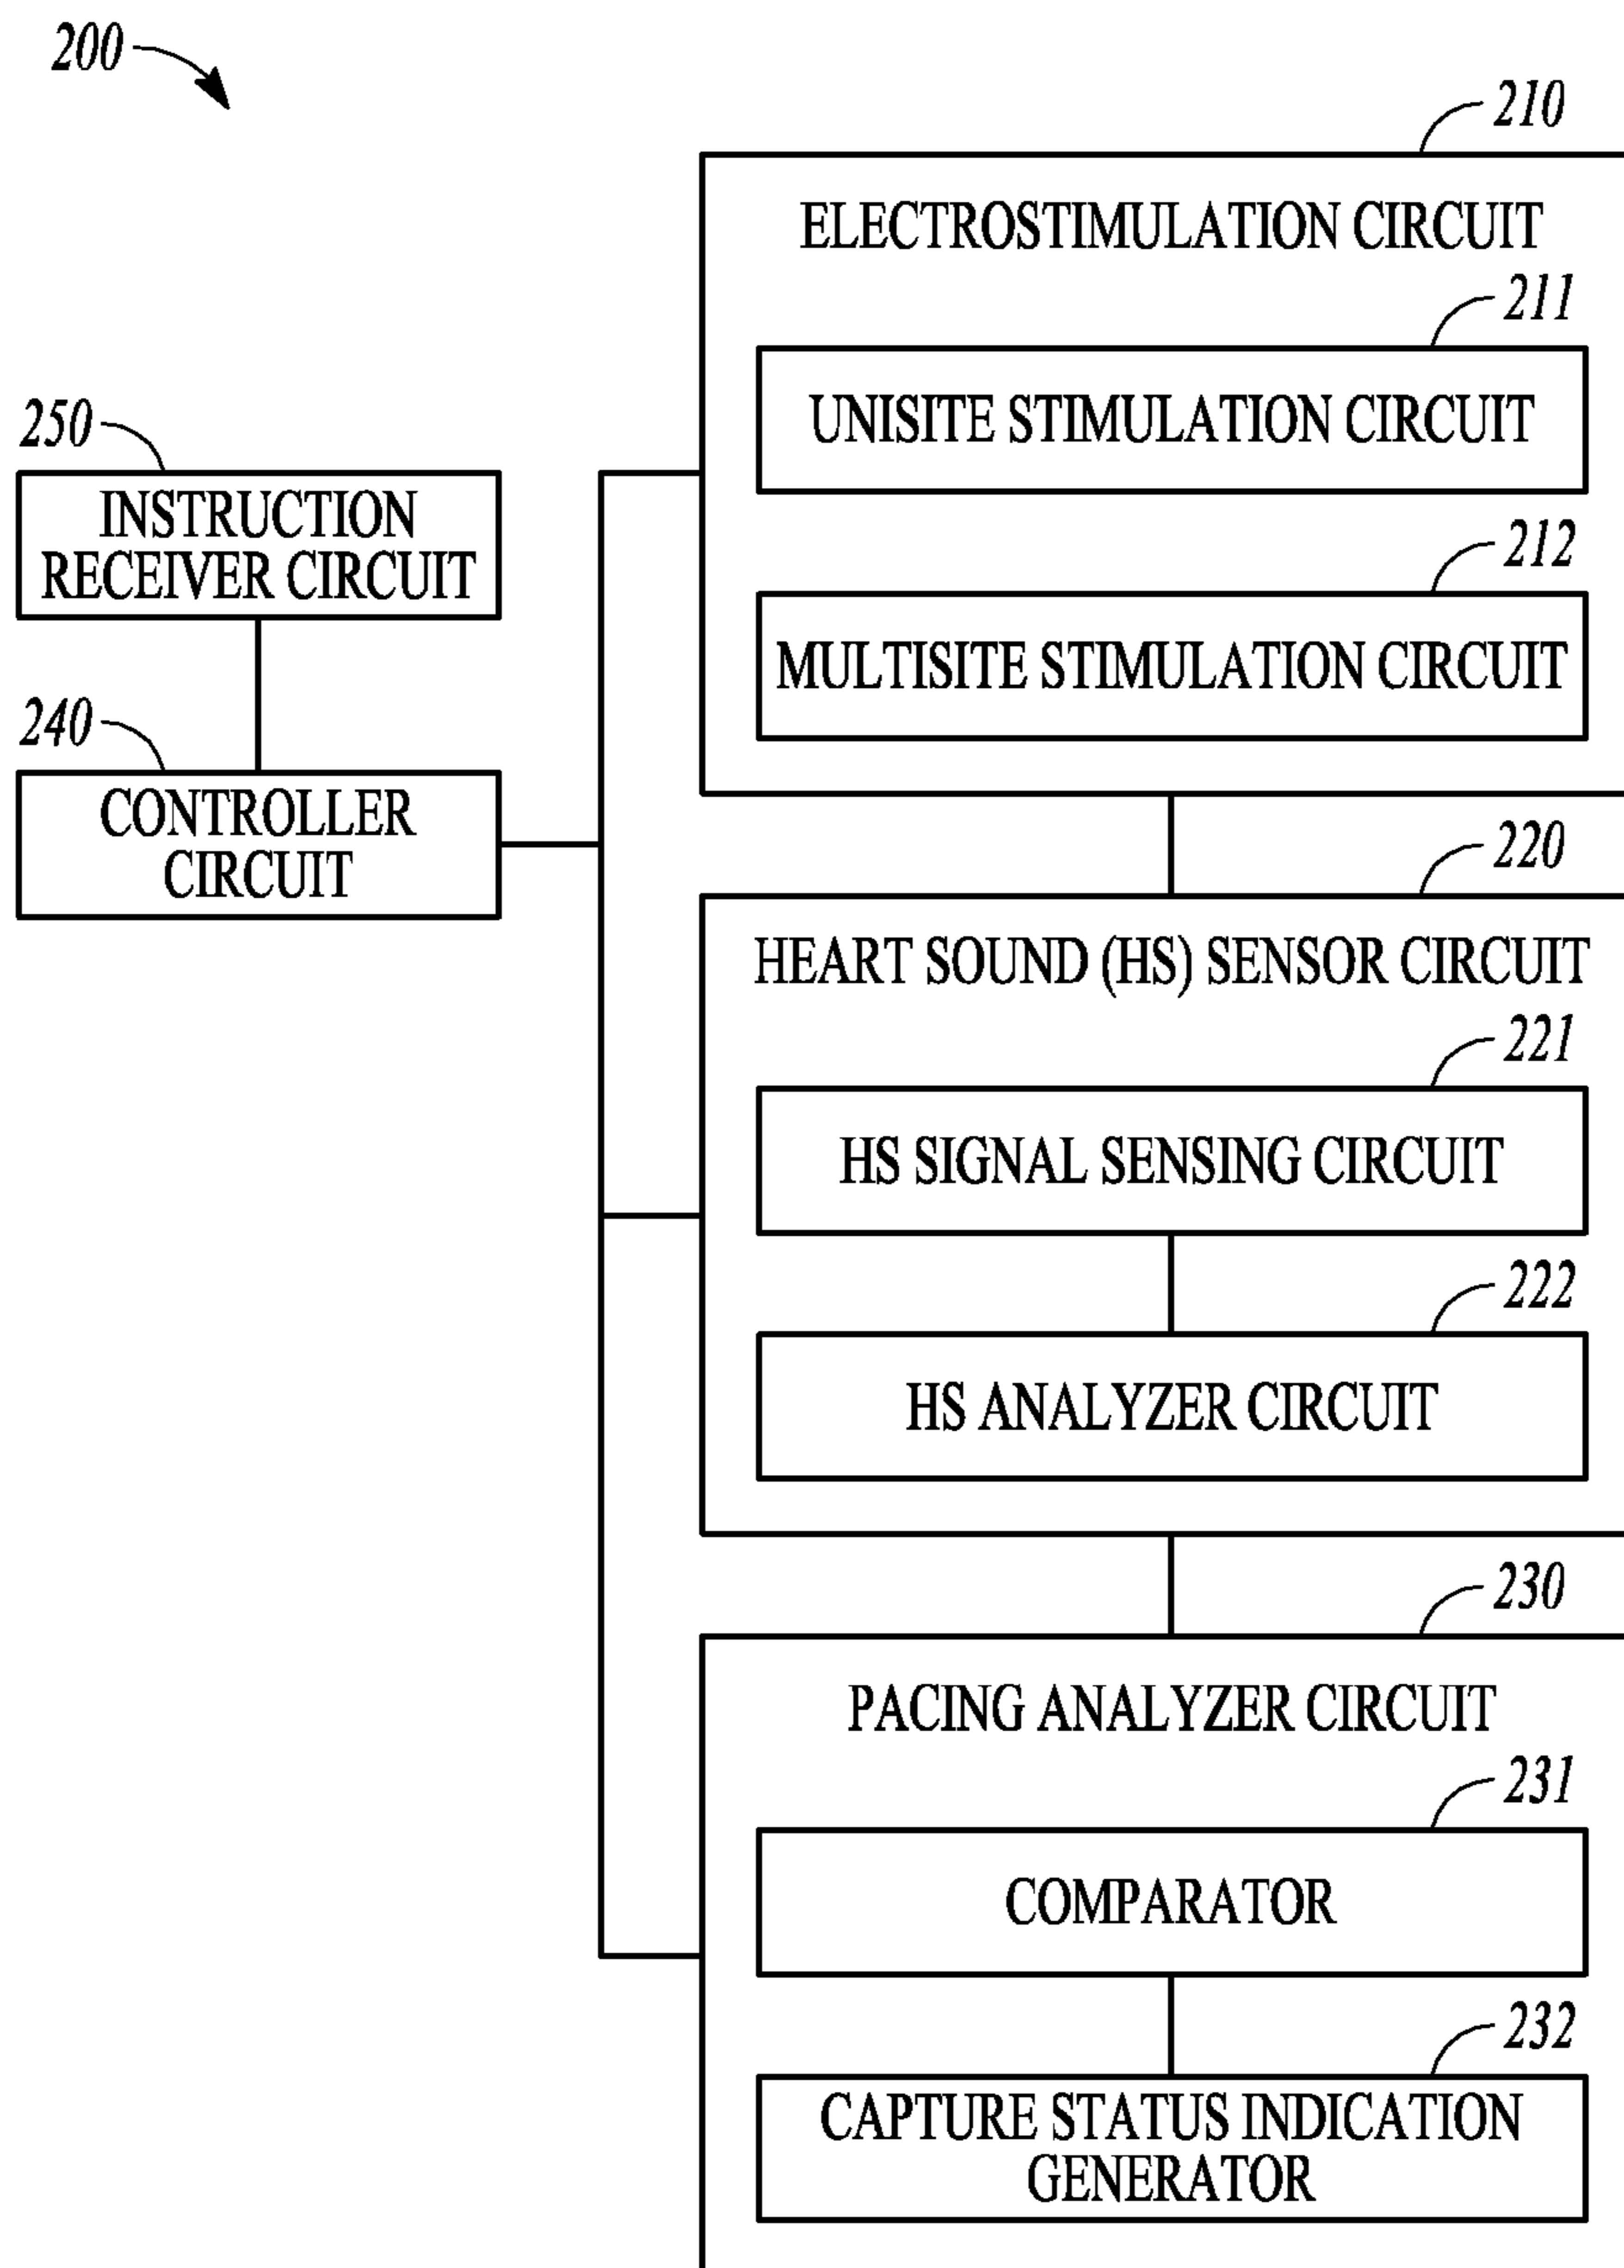 200
210
ELECTROSTIMULATION CIRCUIT
211
UNISITE STIMULATION CIRCUIT
212
MULTISITE STIMULATION CIRCUIT
250
INSTRUCTION
RECEIVER CIRCUIT
240
CONTROLLER
CIRCUIT
220
HEART SOUND (HS) SENSOR CIRCUIT
221
HS SIGNAL SENSING CIRCUIT
222
HS ANALYZER CIRCUIT
230
PACING ANALYZER CIRCUIT
231
COMPARATOR
232
CAPTURE STATUS INDICATION
GENERATOR